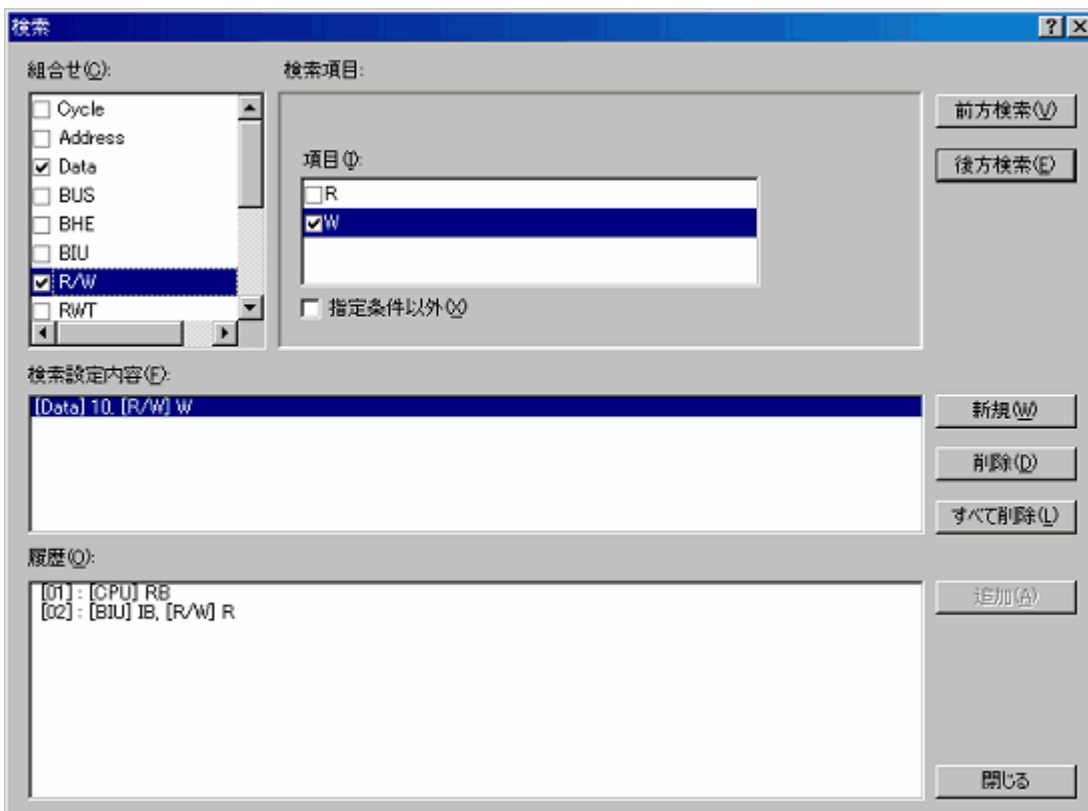 検索
組合せ(C):
Cycle
Address
Data
BUS
BHE
BIU
R/W
RWT
検索項目:
項目(I):
R
W
指定条件以外(X)
前方検索(V)
後方検索(E)
検索設定内容(F):
[Data] 10, [R/W] W
新規(W)
削除(D)
すべて削除(L)
履歴(O):
[01] : [CPU] RB
[02] : [BIU] IB, [R/W] R
追加(A)
閉じる